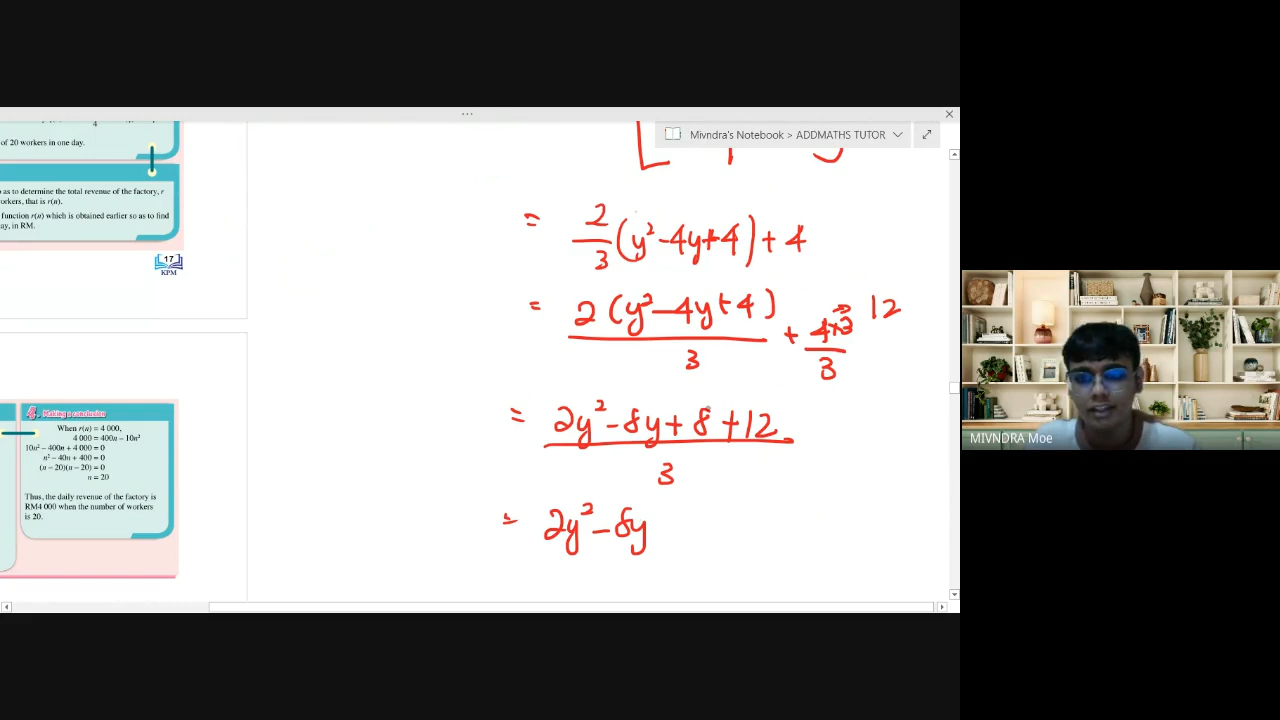 4
of 20 workers in one day.
o as to determine the total revenue of the factory, r
workers, that is r(n).
function r(n) which is obtained earlier so as to find
ay, in RM.
17
KPM
4. Making a conclusion
When r(n) = 4 000,
4 000 = 400n – 10n²
10n² – 400n + 4 000 = 0
n² – 40n + 400 = 0
(n – 20)(n – 20) = 0
n = 20
Thus, the daily revenue of the factory is
RM4 000 when the number of workers
is 20.
Mivndra's Notebook > ADDMATHS TUTOR
= 2/3 (y² - 4y + 4) + 4
= 2(y² - 4y + 4)/3 + 4×3/3 → 12
= 2y² - 8y + 8 + 12 / 3
= 2y² - 8y
MIVNDRA Moe